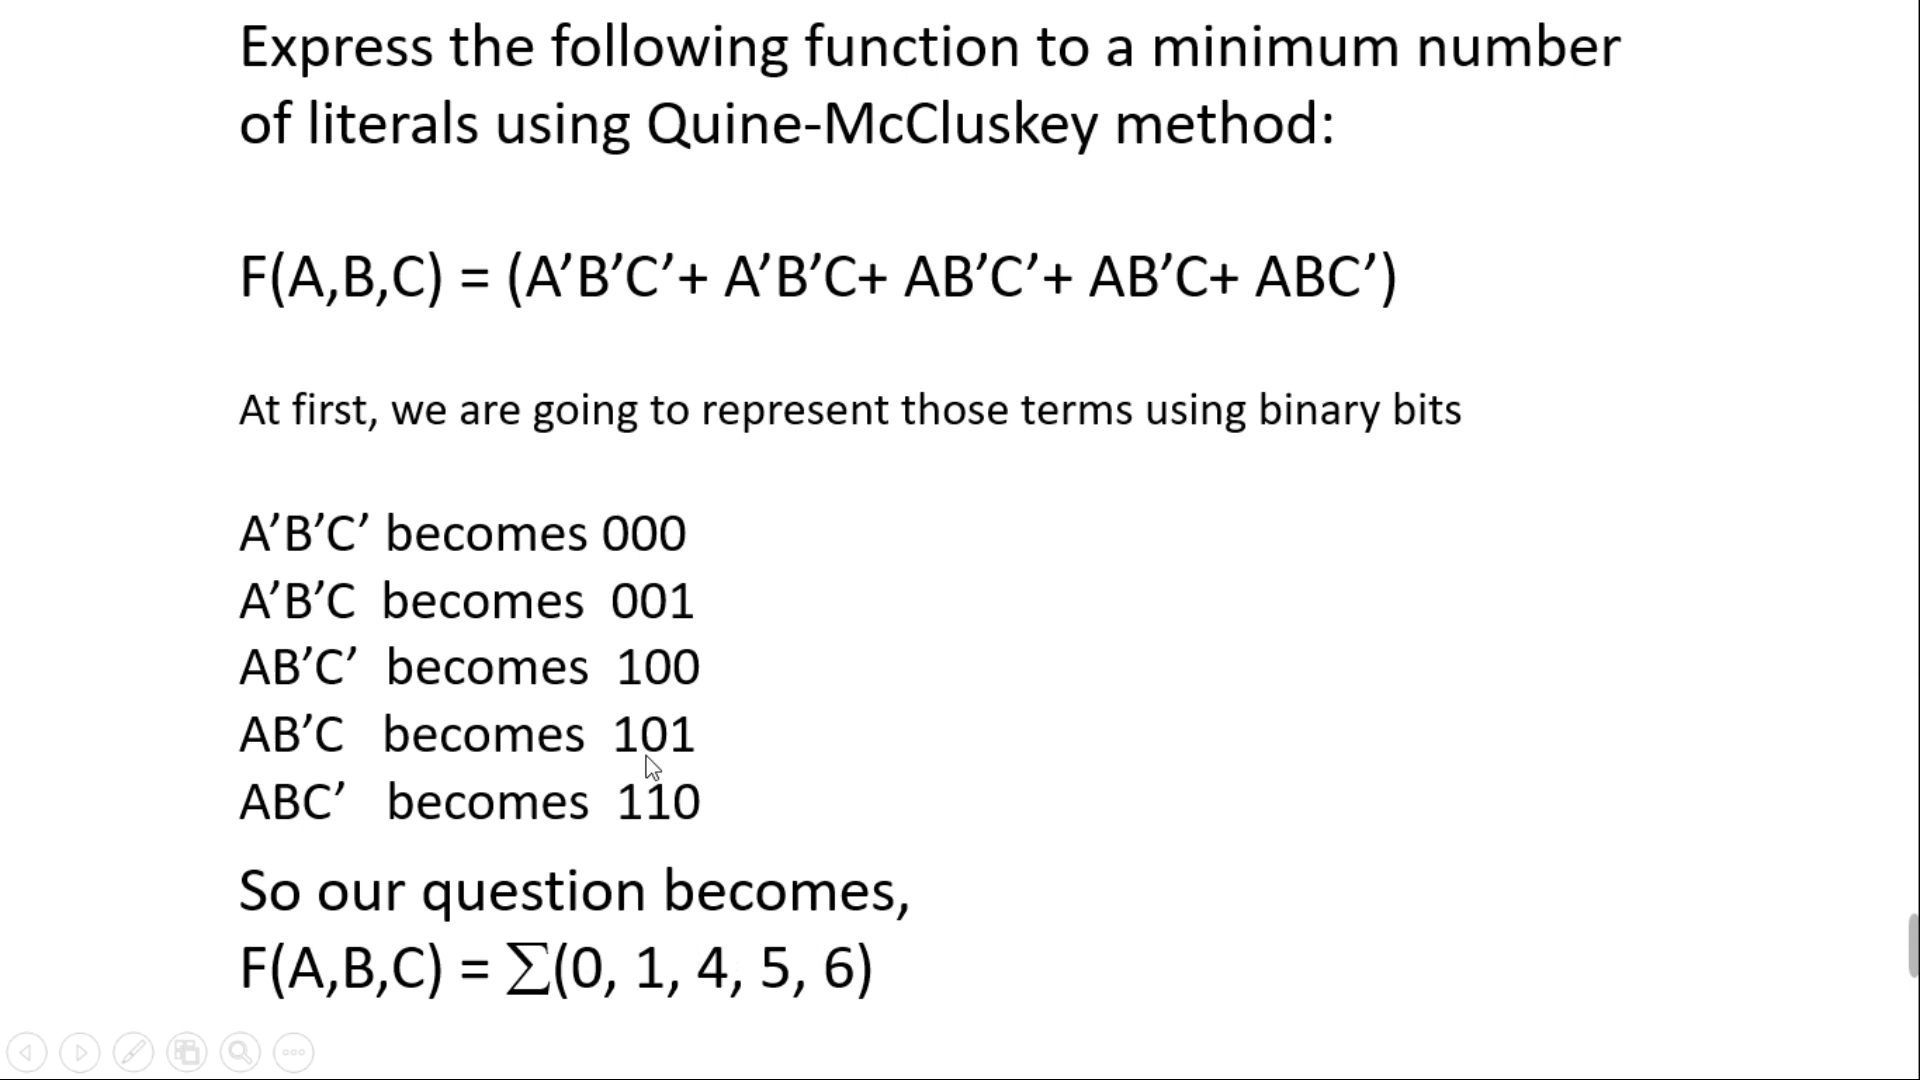 Express the following function to a minimum number
of literals using Quine-McCluskey method:
F(A,B,C) = (A’B’C’+ A’B’C+ AB’C’+ AB’C+ ABC’)
At first, we are going to represent those terms using binary bits
A’B’C’ becomes 000
A’B’C becomes 001
AB’C’ becomes 100
AB’C becomes 101
ABC’ becomes 110
So our question becomes,
F(A,B,C) = ∑(0, 1, 4, 5, 6)